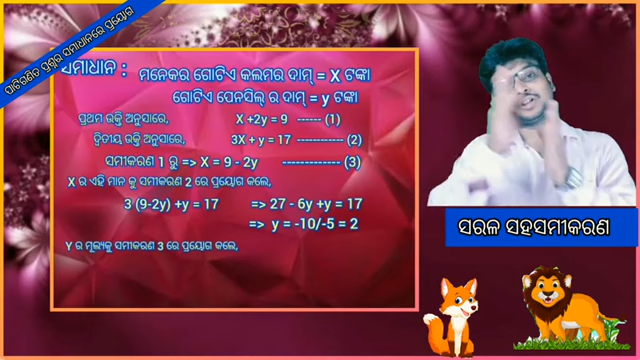 ପାଟିଗଣିତ ପ୍ରଶ୍ନର ସମାଧାନରେ ପ୍ରୟୋଗ
ସମାଧାନ :
ମନେକର ଗୋଟିଏ କଲମର ଦାମ୍ = X ଟଙ୍କା
ଗୋଟିଏ ପେନସିଲ୍ ର ଦାମ୍ = y ଟଙ୍କା
ପ୍ରଥମ ଉକ୍ତି ଅନୁସାରେ, X +2y = 9 ------ (1)
ଦ୍ବିତୀୟ ଉକ୍ତି ଅନୁସାରେ, 3X + y = 17 ----------- (2)
ସମୀକରଣ 1 ରୁ => X = 9 - 2y ------------- (3)
X ର ଏହି ମାନ କୁ ସମୀକରଣ 2 ରେ ପ୍ରୟୋଗ କଲେ,
3 (9-2y) +y = 17 => 27 - 6y +y = 17
=> y = -10/-5 = 2
Y ର ମୂଲ୍ୟକୁ ସମୀକରଣ 3 ରେ ପ୍ରୟୋଗ କଲେ,
ସରଳ ସହସମୀକରଣ